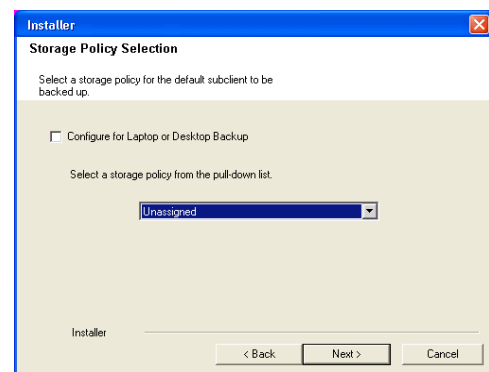 Installer
Storage Policy Selection
Select a storage policy for the default subclient to be
backed up.
Configure for Laptop or Desktop Backup
Select a storage policy from the pull-down list.
Unassigned
Installer
< Back
Next >
Cancel